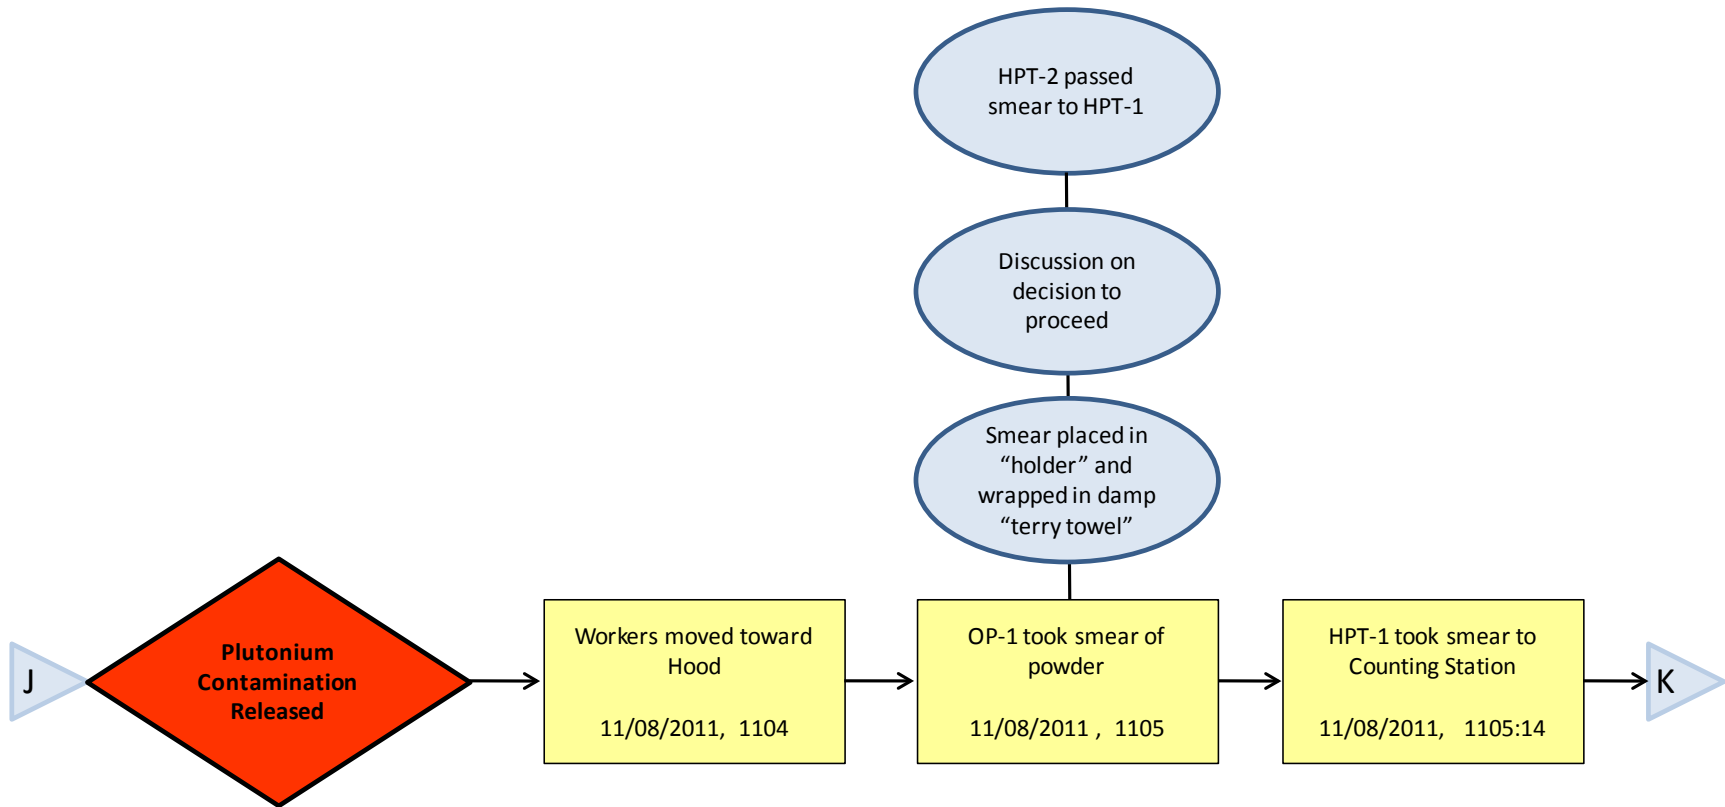 HPT-2 passed
smear to HPT-1
Discussion on
decision to
proceed
Smear placed in
“holder” and
wrapped in damp
“terry towel”
J
Plutonium
Contamination
Released
Workers moved toward
Hood
11/08/2011, 1104
OP-1 took smear of
powder
11/08/2011 , 1105
HPT-1 took smear to
Counting Station
11/08/2011, 1105:14
K